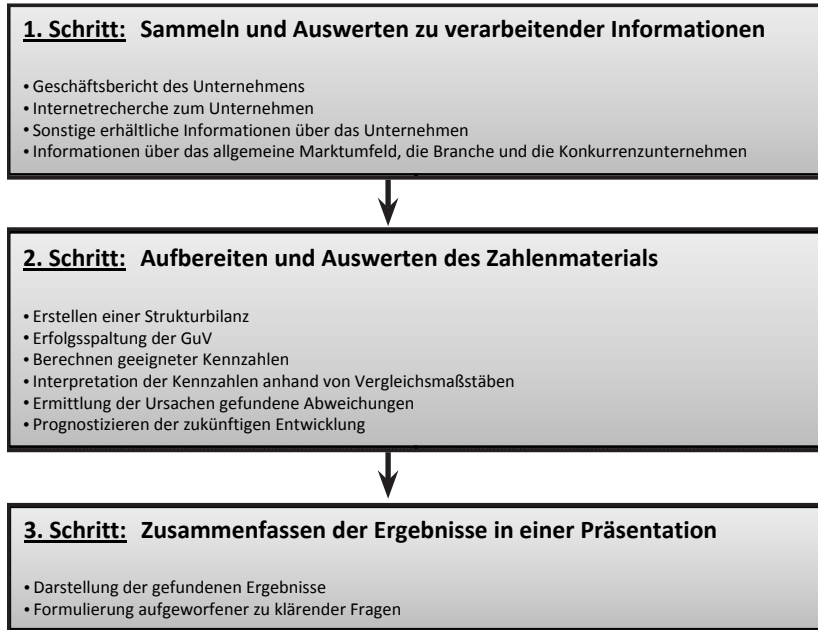 1. Schritt: Sammeln und Auswerten zu verarbeitender Informationen
• Geschäftsbericht des Unternehmens
• Internetrecherche zum Unternehmen
• Sonstige erhältliche Informationen über das Unternehmen
• Informationen über das allgemeine Marktumfeld, die Branche und die Konkurrenzunternehmen
2. Schritt: Aufbereiten und Auswerten des Zahlenmaterials
• Erstellen einer Strukturbilanz
• Erfolgsspaltung der GuV
• Berechnen geeigneter Kennzahlen
• Interpretation der Kennzahlen anhand von Vergleichsmaßstäben
• Ermittlung der Ursachen gefundene Abweichungen
• Prognostizieren der zukünftigen Entwicklung
3. Schritt: Zusammenfassen der Ergebnisse in einer Präsentation
• Darstellung der gefundenen Ergebnisse
• Formulierung aufgeworfener zu klärender Fragen